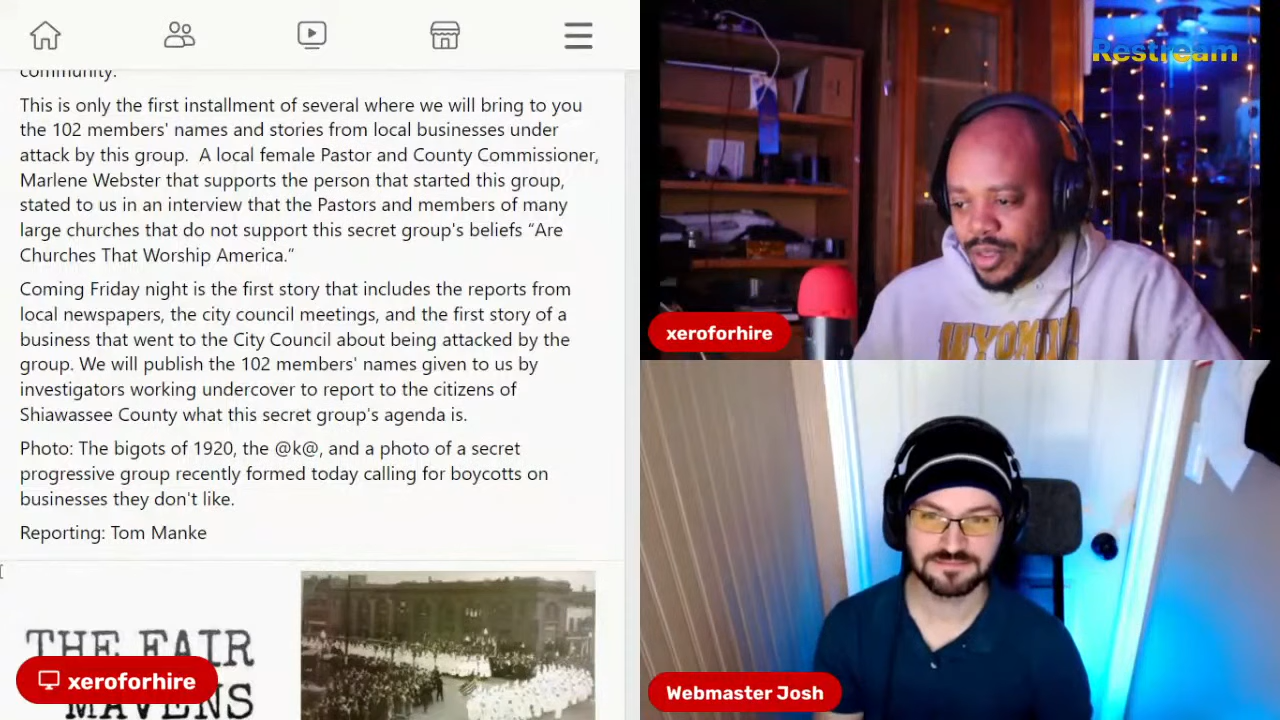 community.
This is only the first installment of several where we will bring to you
the 102 members' names and stories from local businesses under
attack by this group.  A local female Pastor and County Commissioner,
Marlene Webster that supports the person that started this group,
stated to us in an interview that the Pastors and members of many
large churches that do not support this secret group's beliefs “Are
Churches That Worship America.”
Coming Friday night is the first story that includes the reports from
local newspapers, the city council meetings, and the first story of a
business that went to the City Council about being attacked by the
group. We will publish the 102 members' names given to us by
investigators working undercover to report to the citizens of
Shiawassee County what this secret group's agenda is.
Photo: The bigots of 1920, the @k@, and a photo of a secret
progressive group recently formed today calling for boycotts on
businesses they don't like.
Reporting: Tom Manke
THE FAIR
MAVENS
xeroforhire
Restream
WYOMING
xeroforhire
Webmaster Josh